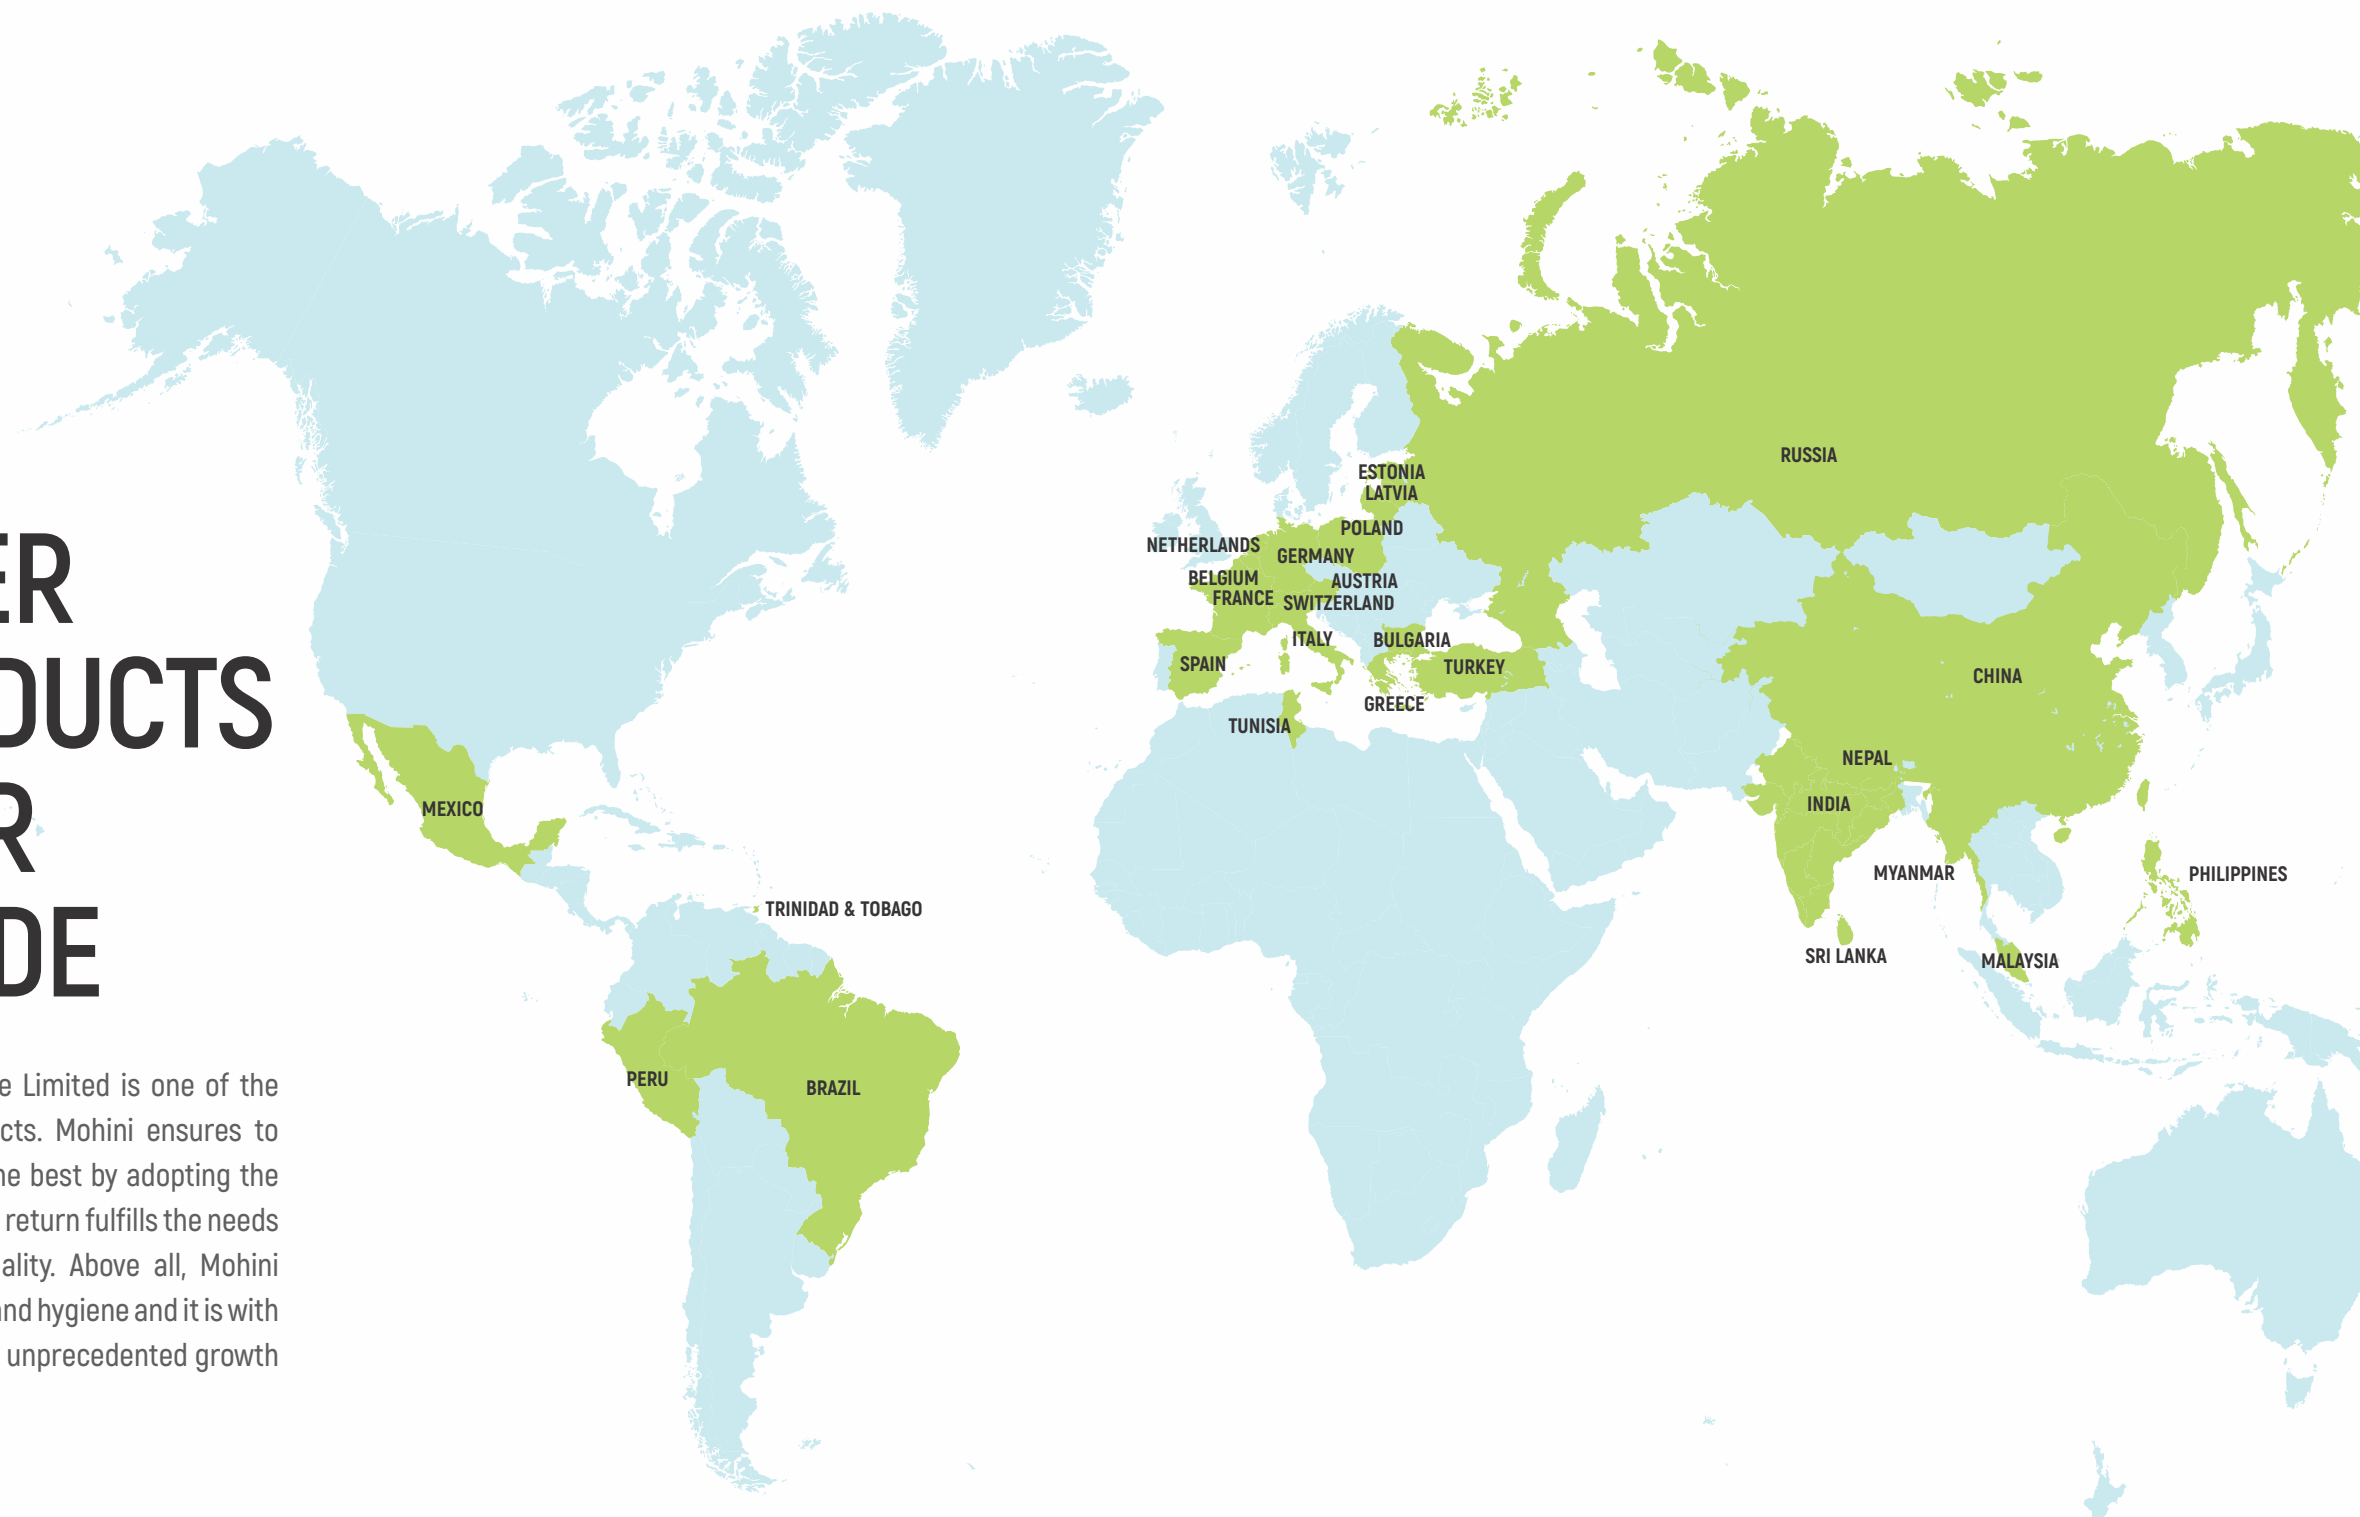 ER
DUCTS
R
DE
e Limited is one of the
cts. Mohini ensures to
he best by adopting the
return fulfills the needs
ality. Above all, Mohini
and hygiene and it is with
unprecedented growth
RUSSIA
ESTONIA
LATVIA
POLAND
NETHERLANDS
GERMANY
BELGIUM
AUSTRIA
FRANCE
SWITZERLAND
ITALY
BULGARIA
SPAIN
TURKEY
GREECE
TUNISIA
CHINA
NEPAL
INDIA
MYANMAR
PHILIPPINES
SRI LANKA
MALAYSIA
MEXICO
TRINIDAD & TOBAGO
PERU
BRAZIL